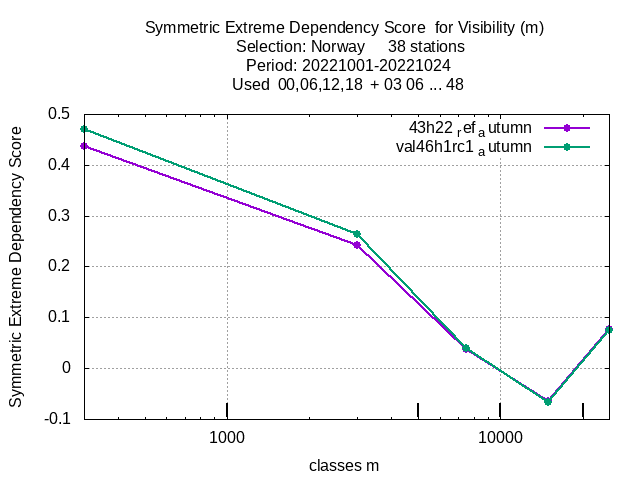 Symmetric Extreme Dependency Score for Visibility (m)
Selection: Norway 38 stations
Period: 20221001-20221024
Used 00,06,12,18 + 03 06 ... 48
43h22 ref a utumn
val46h1rc1 a utumn
Symmetric Extreme Dependency Score
0.5
0.4
0.3
0.2
0.1
0
-0.1
1000 10000
classes m